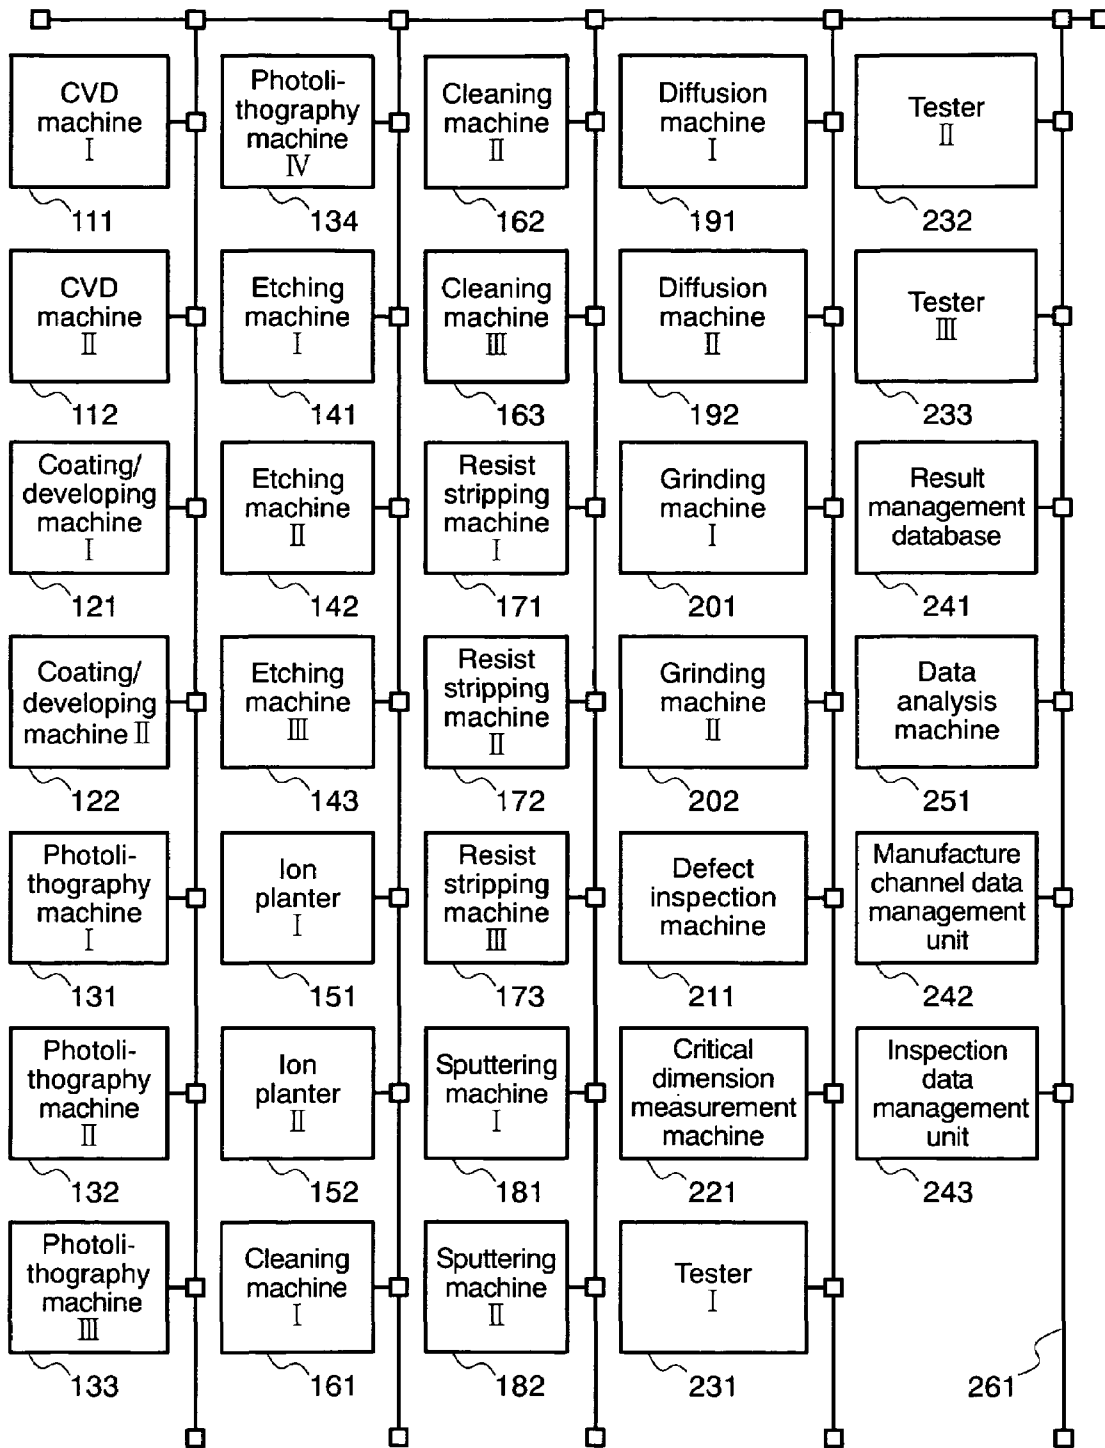 CVD
machine
I
111
CVD
machine
II
112
Coating/
developing
machine
I
121
Coating/
developing
machine II
122
Photoli-
thography
machine
I
131
Photoli-
thography
machine
II
132
Photoli-
thography
machine
III
133
Photoli-
thography
machine
IV
134
Etching
machine
I
141
Etching
machine
II
142
Etching
machine
III
143
Ion
planter
I
151
Ion
planter
II
152
Cleaning
machine
I
161
Cleaning
machine
II
162
Cleaning
machine
III
163
Resist
stripping
machine
I
171
Resist
stripping
machine
II
172
Resist
stripping
machine
III
173
Sputtering
machine
I
181
Sputtering
machine
II
182
Diffusion
machine
I
191
Diffusion
machine
II
192
Grinding
machine
I
201
Grinding
machine
II
202
Defect
inspection
machine
211
Critical
dimension
measurement
machine
221
Tester
I
231
Tester
II
232
Tester
III
233
Result
management
database
241
Data
analysis
machine
251
Manufacture
channel data
management
unit
242
Inspection
data
management
unit
243
261